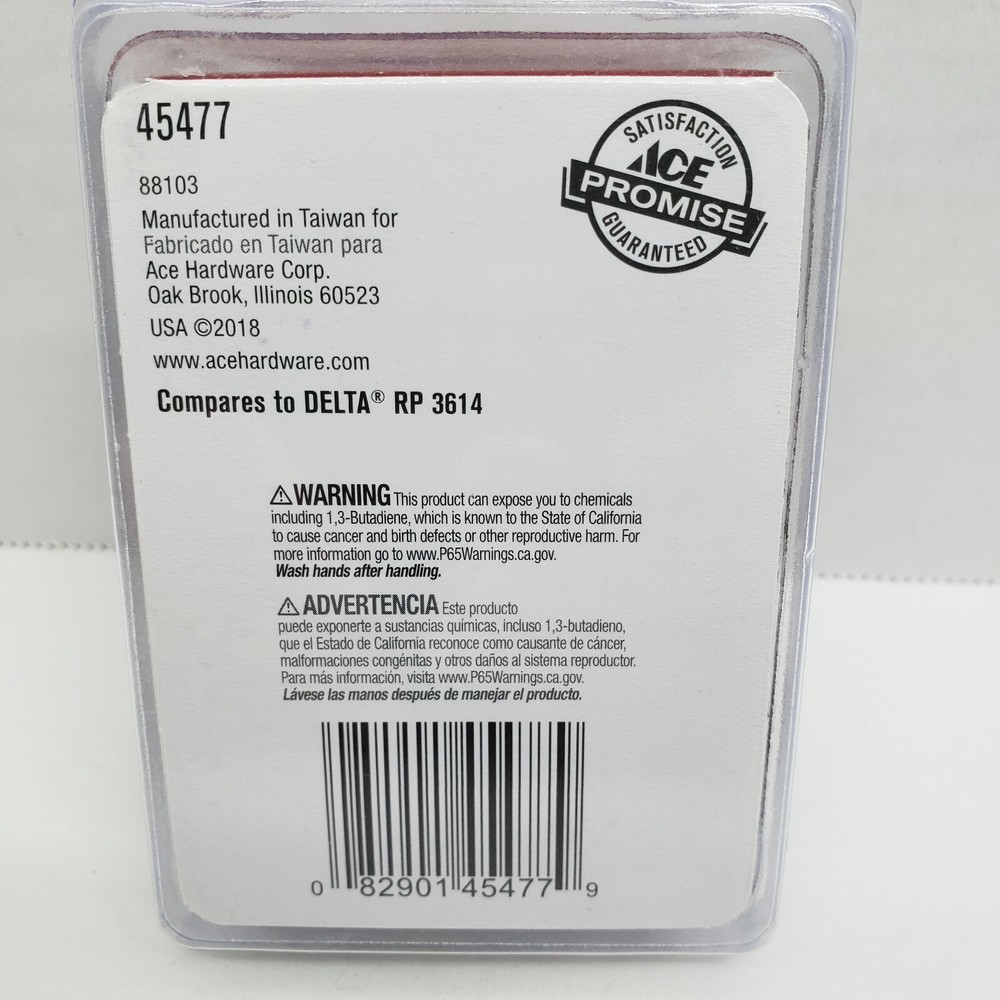 45477
SATISFACTION
ACE
PROMISE
GUARANTEED
88103
Manufactured in Taiwan for
Fabricado en Taiwan para
Ace Hardware Corp.
Oak Brook, Illinois 60523
USA ©2018
www.acehardware.com
Compares to DELTA® RP 3614
⚠WARNING This product can expose you to chemicals
including 1,3-Butadiene, which is known to the State of California
to cause cancer and birth defects or other reproductive harm. For
more information go to www.P65Warnings.ca.gov.
Wash hands after handling.
⚠ADVERTENCIA Este producto
puede exponerte a sustancias químicas, incluso 1,3-butadieno,
que el Estado de California reconoce como causante de cáncer,
malformaciones congénitas y otros daños al sistema reproductor.
Para más información, visita www.P65Warnings.ca.gov.
Lávese las manos después de manejar el producto.
0 82901 45477 9